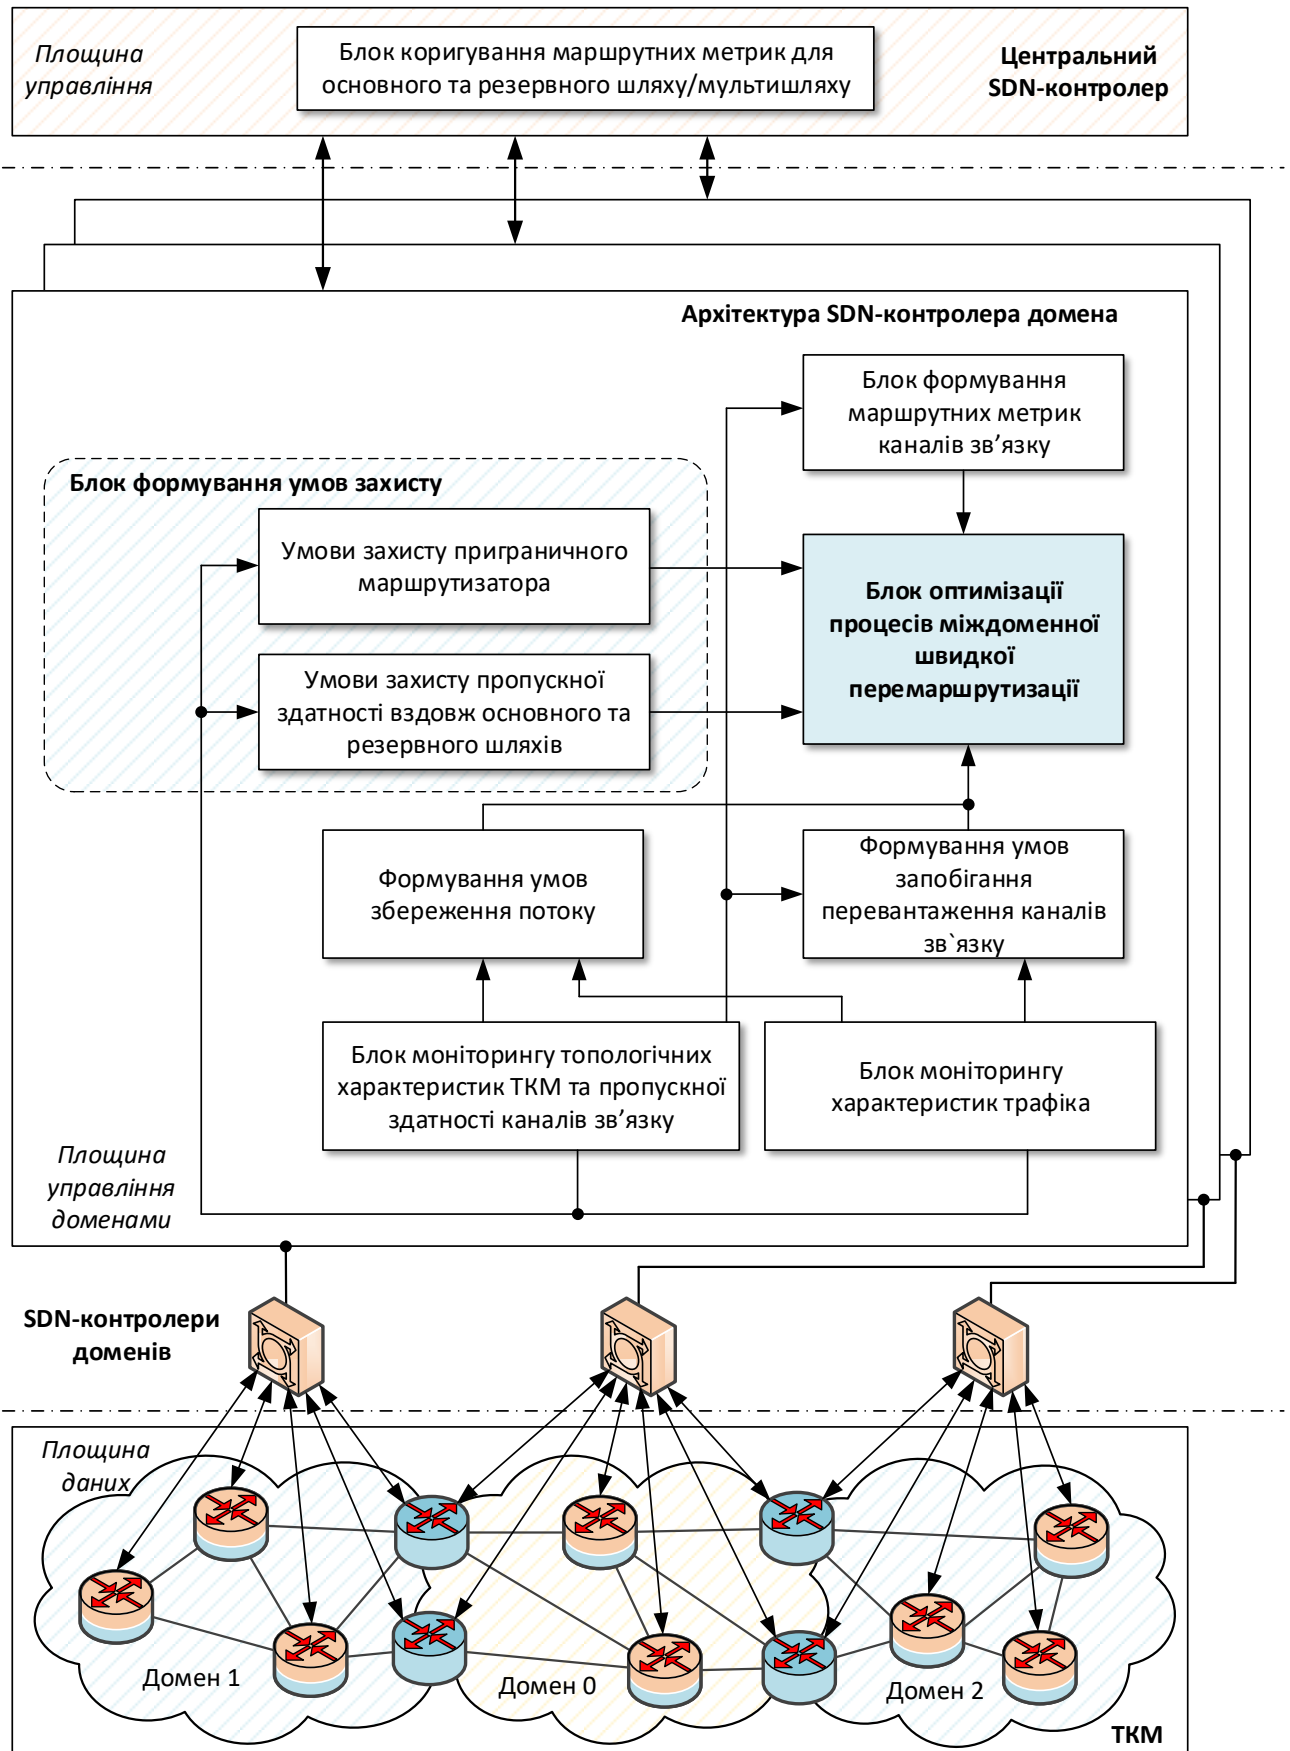 Площина
управління
Блок коригування маршрутних метрик для
основного та резервного шляху/мультишляху
Центральний
SDN-контролер
Архітектура SDN-контролера домена
Блок формування
маршрутних метрик
каналів зв’язку
Блок формування умов захисту
Умови захисту приграничного
маршрутизатора
Блок оптимізації
процесів міждоменної
швидкої
перемаршрутизації
Умови захисту пропускної
здатності вздовж основного та
резервного шляхів
Формування умов
збереження потоку
Формування умов
запобігання
перевантаження каналів
зв`язку
Блок моніторингу топологічних
характеристик ТКМ та пропускної
здатності каналів зв’язку
Блок моніторингу
характеристик трафіка
Площина
управління
доменами
SDN-контролери
доменів
Площина
даних
Домен 1
Домен 0
Домен 2
ТКМ